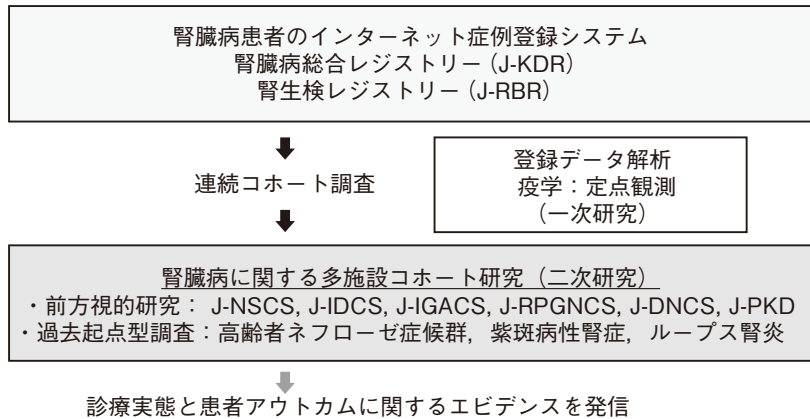 腎臓病患者のインターネット症例登録システム
腎臓病総合レジストリー（J-KDR）
腎生検レジストリー（J-RBR）
連続コホート調査
登録データ解析
疫学：定点観測
（一次研究）
腎臓病に関する多施設コホート研究（二次研究）
・前方視的研究： J-NSCS, J-IDCS, J-IGACS, J-RPGNCS, J-DNCS, J-PKD
・過去起点型調査：高齢者ネフローゼ症候群，紫斑病性腎症，ループス腎炎
診療実態と患者アウトカムに関するエビデンスを発信